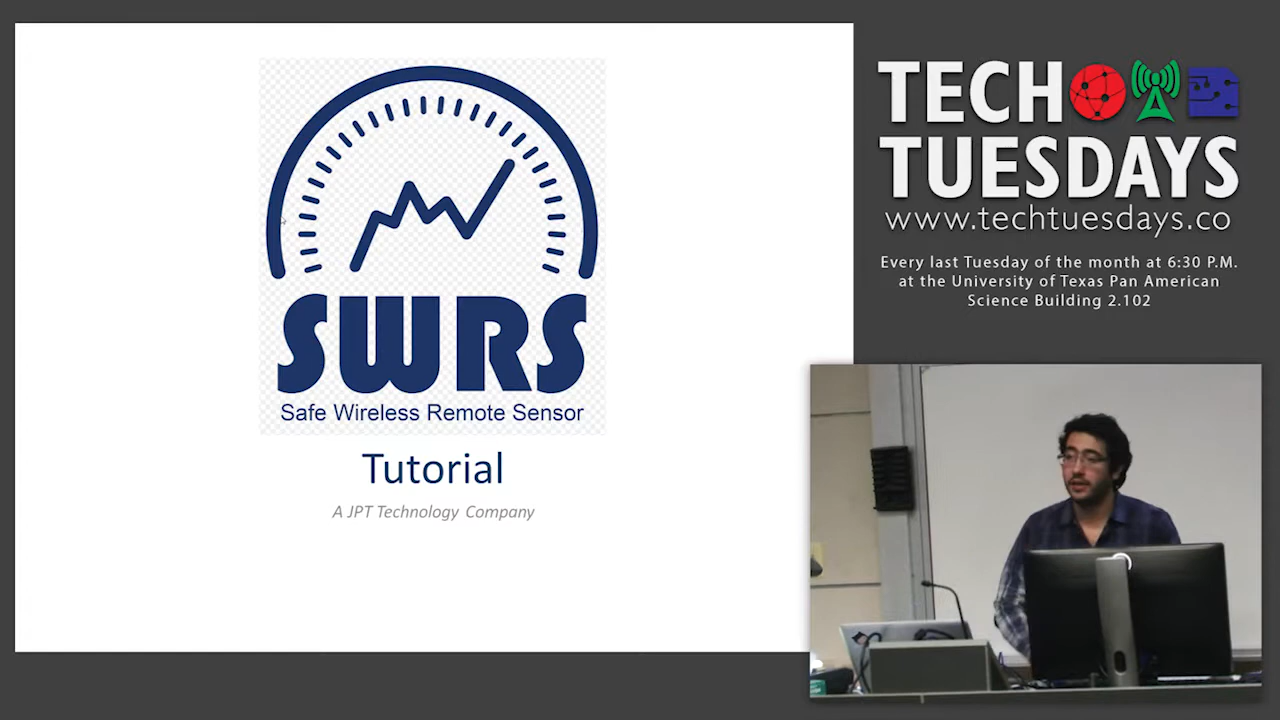 SWRS
Safe Wireless Remote Sensor
Tutorial
A JPT Technology Company
TECH
TUESDAYS
www.techtuesdays.co
Every last Tuesday of the month at 6:30 P.M.
at the University of Texas Pan American
Science Building 2.102